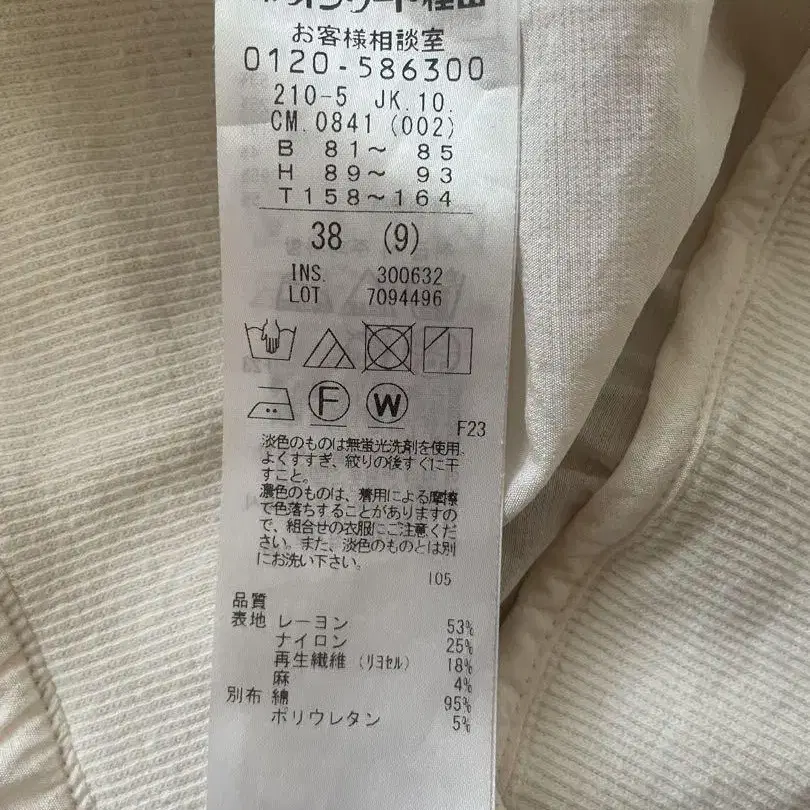 お客様相談室
0120-586300
210-5 JK.10.
CM.0841 (002)
B 81～ 85
H 89～ 93
T158～164
38 (9)
INS. 300632
LOT 7094496
F W
F23
淡色のものは無蛍光洗剤を使用。
よくすすぎ、絞りの後すぐに干
すこと。
濃色のものは、着用による摩擦
で色落ちすることがありますの
で、組合せの衣服にご注意くだ
さい。また、淡色のものとは別
にお洗い下さい。
105
品質
表地 レーヨン 53%
ナイロン 25%
再生繊維 (リヨセル) 18%
麻 4%
別布 綿 95%
ポリウレタン 5%